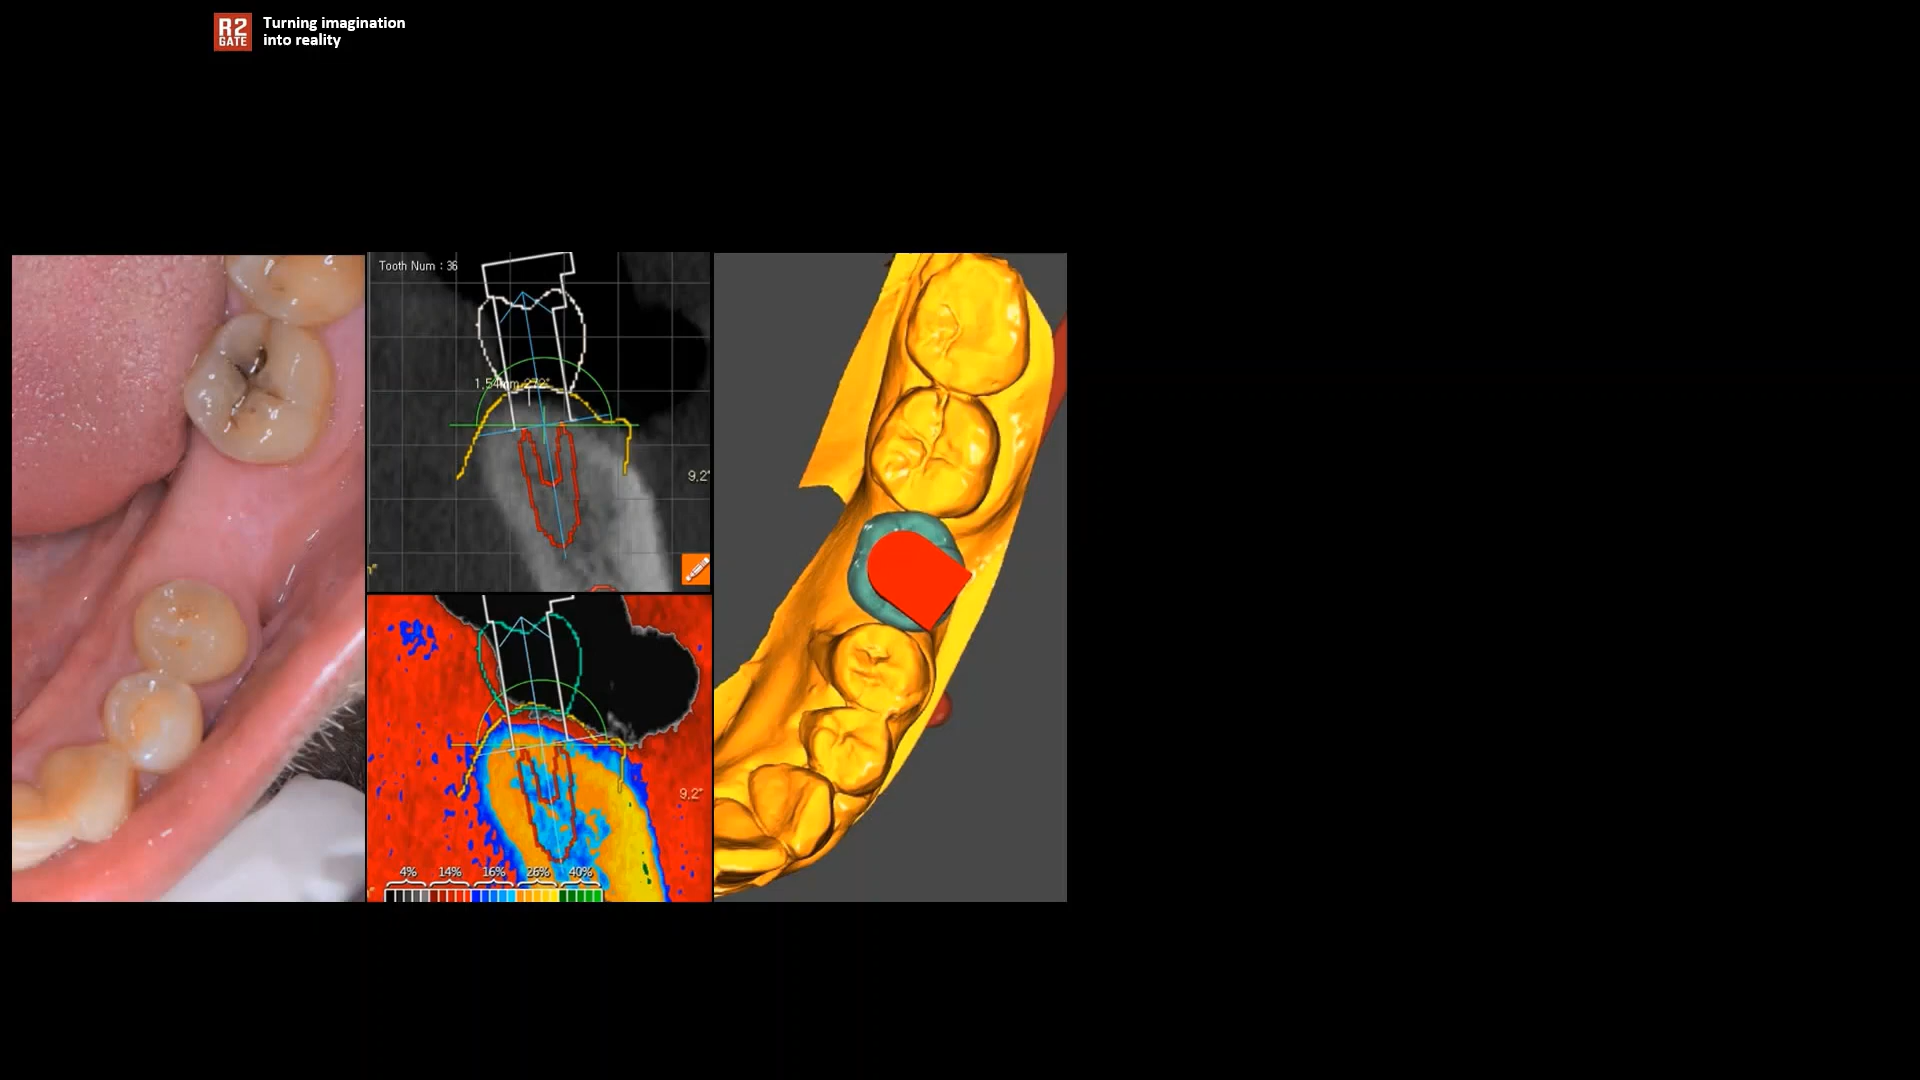 R2
GATE
Turning imagination
into reality
Tooth Num : 36
9.2°
9.2°
4% 14% 16% 26% 40%